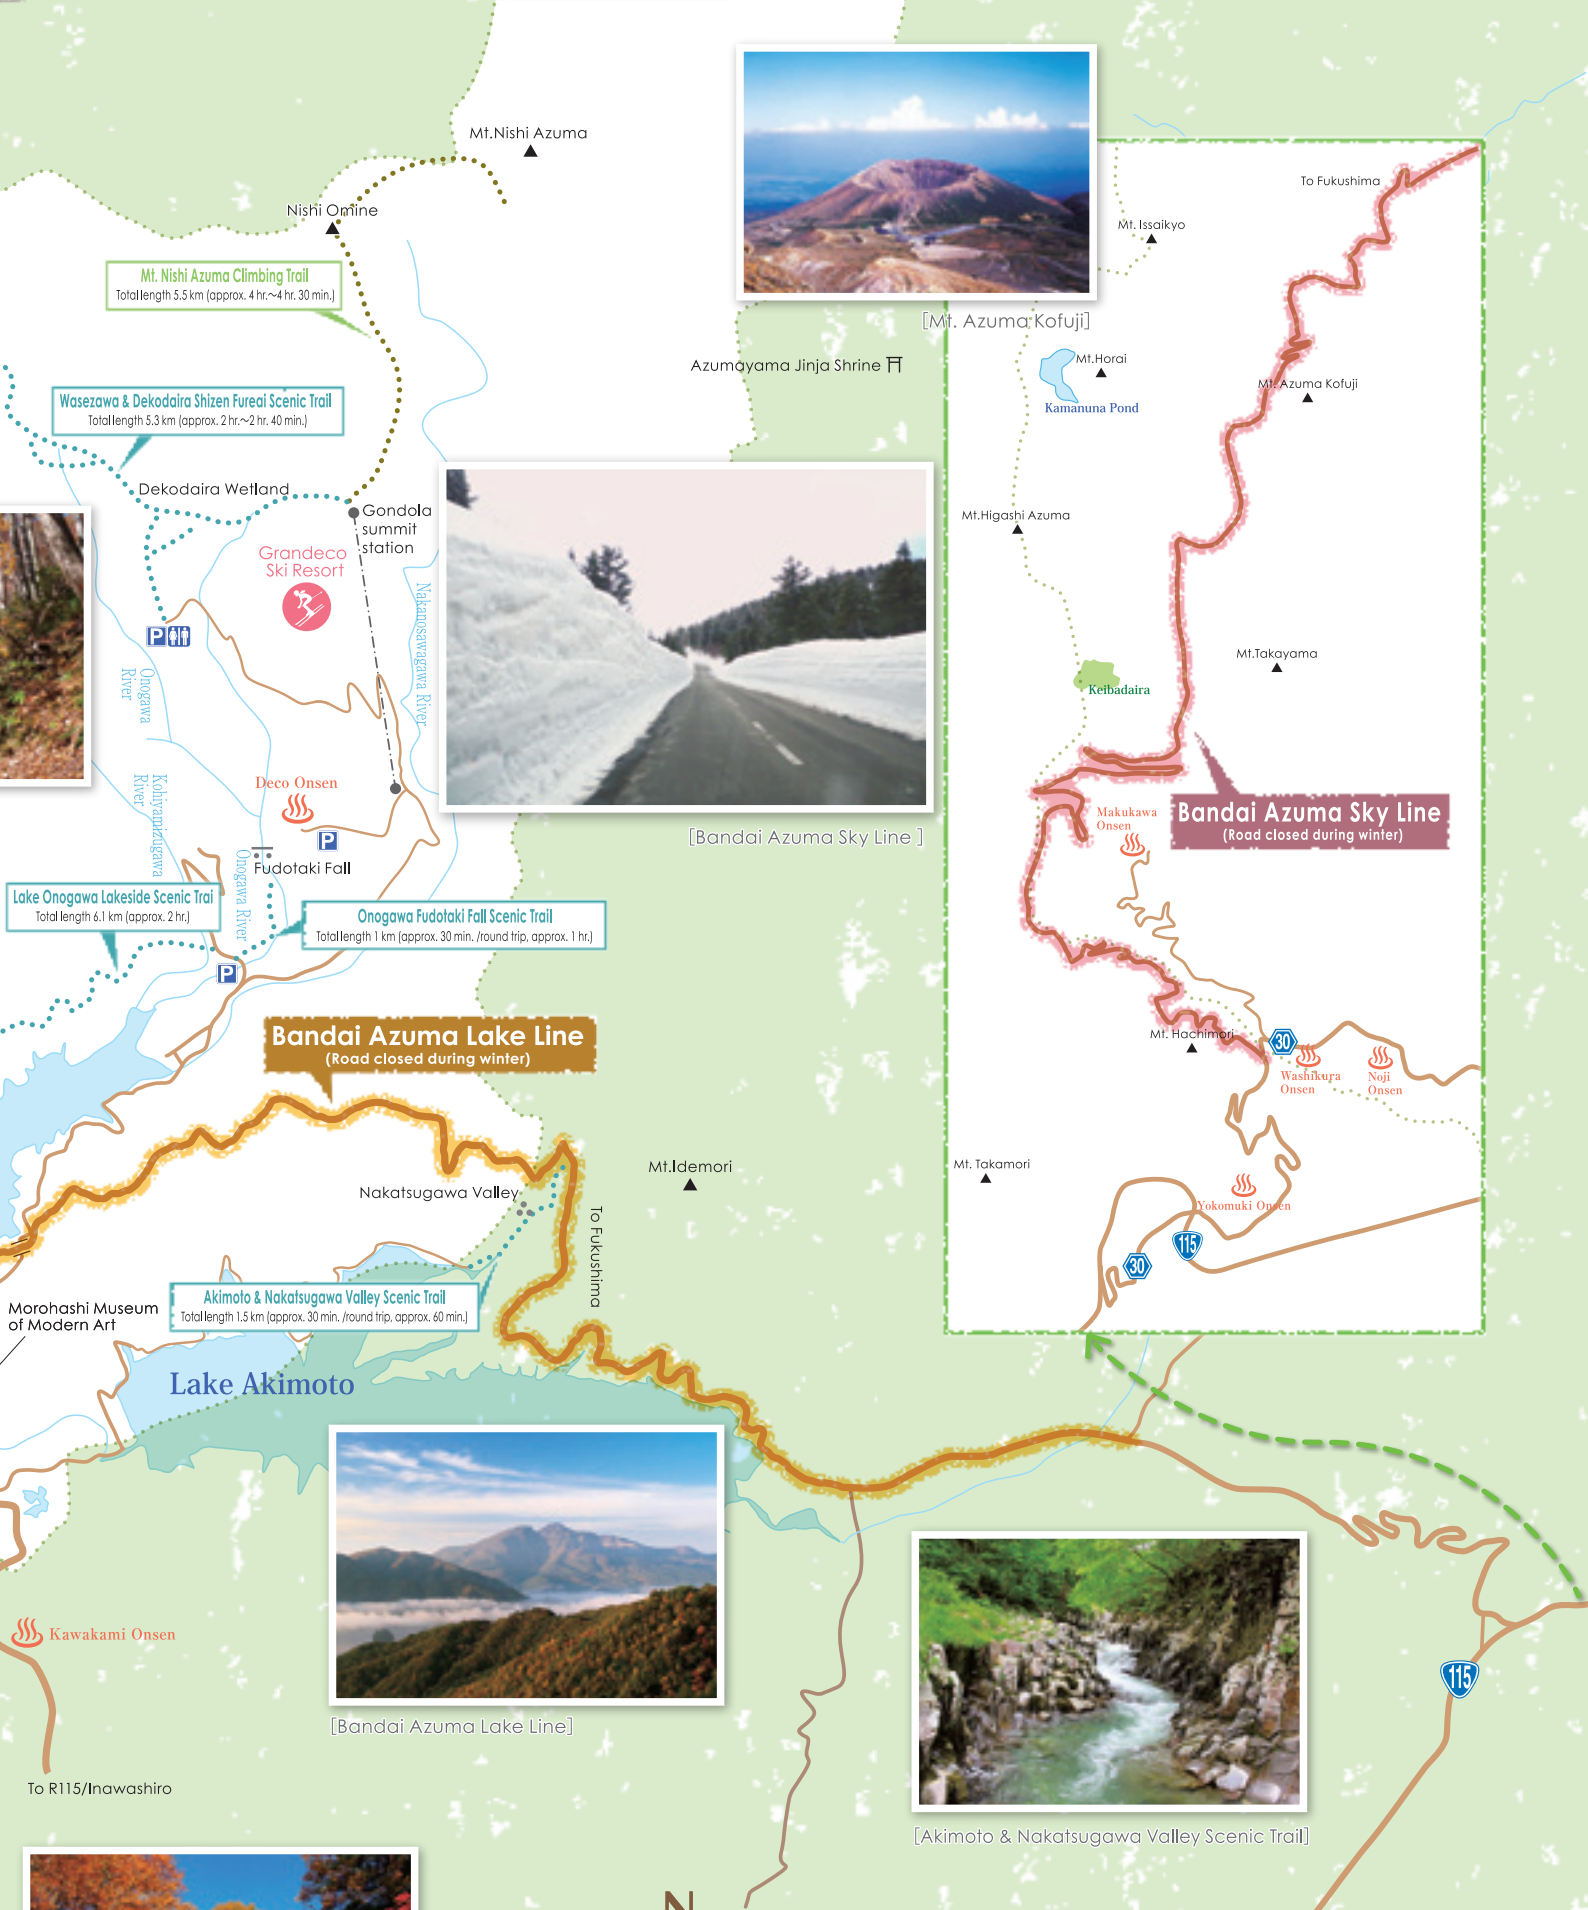 Mt.Nishi Azuma
Nishi Omine
Mt. Nishi Azuma Climbing Trail
Total length 5.5 km (approx. 4 hr.～4 hr. 30 min.)
[Mt. Azuma Kofuji]
To Fukushima
Mt. Issaikyo
Mt.Horai
Kamanuna Pond
Mt. Azuma Kofuji
Azumayama Jinja Shrine
Wasezawa & Dekodaira Shizen Fureai Scenic Trail
Total length 5.3 km (approx. 2 hr.～2 hr. 40 min.)
Dekodaira Wetland
Gondola
summit
station
Grandeco
Ski Resort
P
Nakanosawagawa River
Onogawa
River
Kohiyamizugawa
River
Mt.Higashi Azuma
Mt.Takayama
Keibadaira
Bandai Azuma Sky Line
(Road closed during winter)
Makukawa
Onsen
[Bandai Azuma Sky Line ]
Deco Onsen
P
Fudotaki Fall
Onogawa River
Lake Onogawa Lakeside Scenic Trai
Total length 6.1 km (approx. 2 hr.)
Onogawa Fudotaki Fall Scenic Trail
Total length 1 km (approx. 30 min. /round trip, approx. 1 hr.)
P
Bandai Azuma Lake Line
(Road closed during winter)
Mt. Hachimori
30
Washikura
Onsen
Noji
Onsen
Mt. Takamori
Yokomuki Onsen
115
30
Mt.Idemori
Nakatsugawa Valley
To Fukushima
Akimoto & Nakatsugawa Valley Scenic Trail
Total length 1.5 km (approx. 30 min. /round trip, approx. 60 min.)
Morohashi Museum
of Modern Art
Lake Akimoto
Kawakami Onsen
[Bandai Azuma Lake Line]
To R115/Inawashiro
115
[Akimoto & Nakatsugawa Valley Scenic Trail]
N